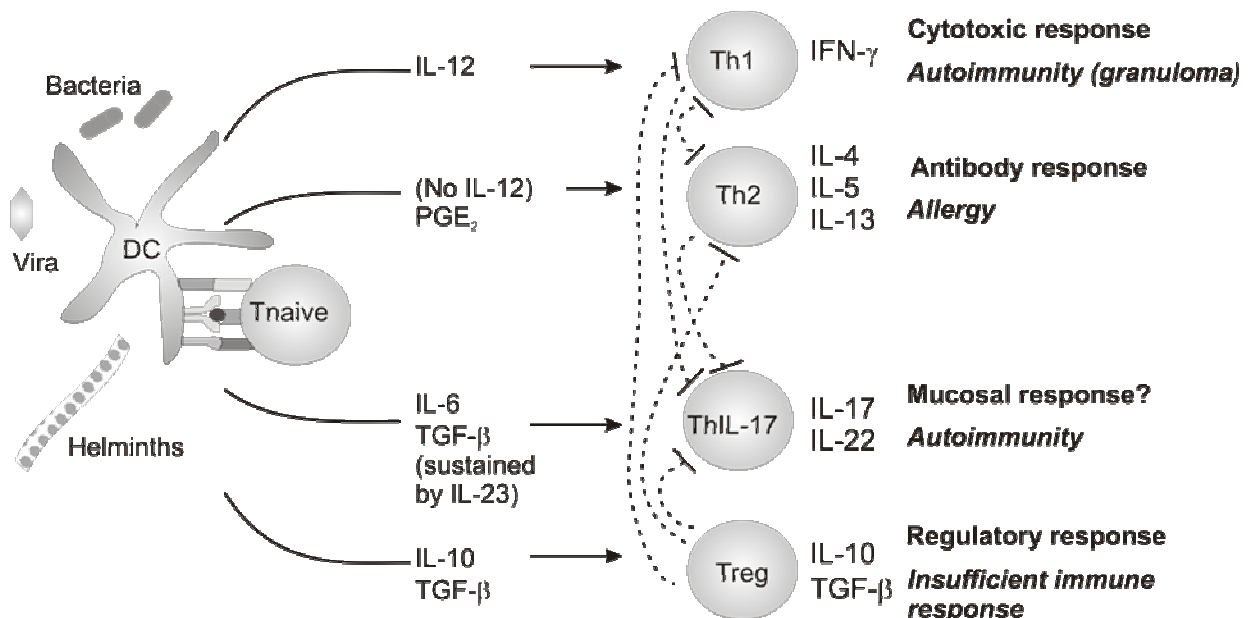 Bacteria
Vira
DC
Tnaive
Helminths
IL-12
(No IL-12)
PGE₂
IL-6
TGF-β
(sustained
by IL-23)
IL-10
TGF-β
Th1
IFN-γ
Cytotoxic response
Autoimmunity (granuloma)
Th2
IL-4
IL-5
IL-13
Antibody response
Allergy
ThIL-17
IL-17
IL-22
Mucosal response?
Autoimmunity
Treg
IL-10
TGF-β
Regulatory response
Insufficient immune
response